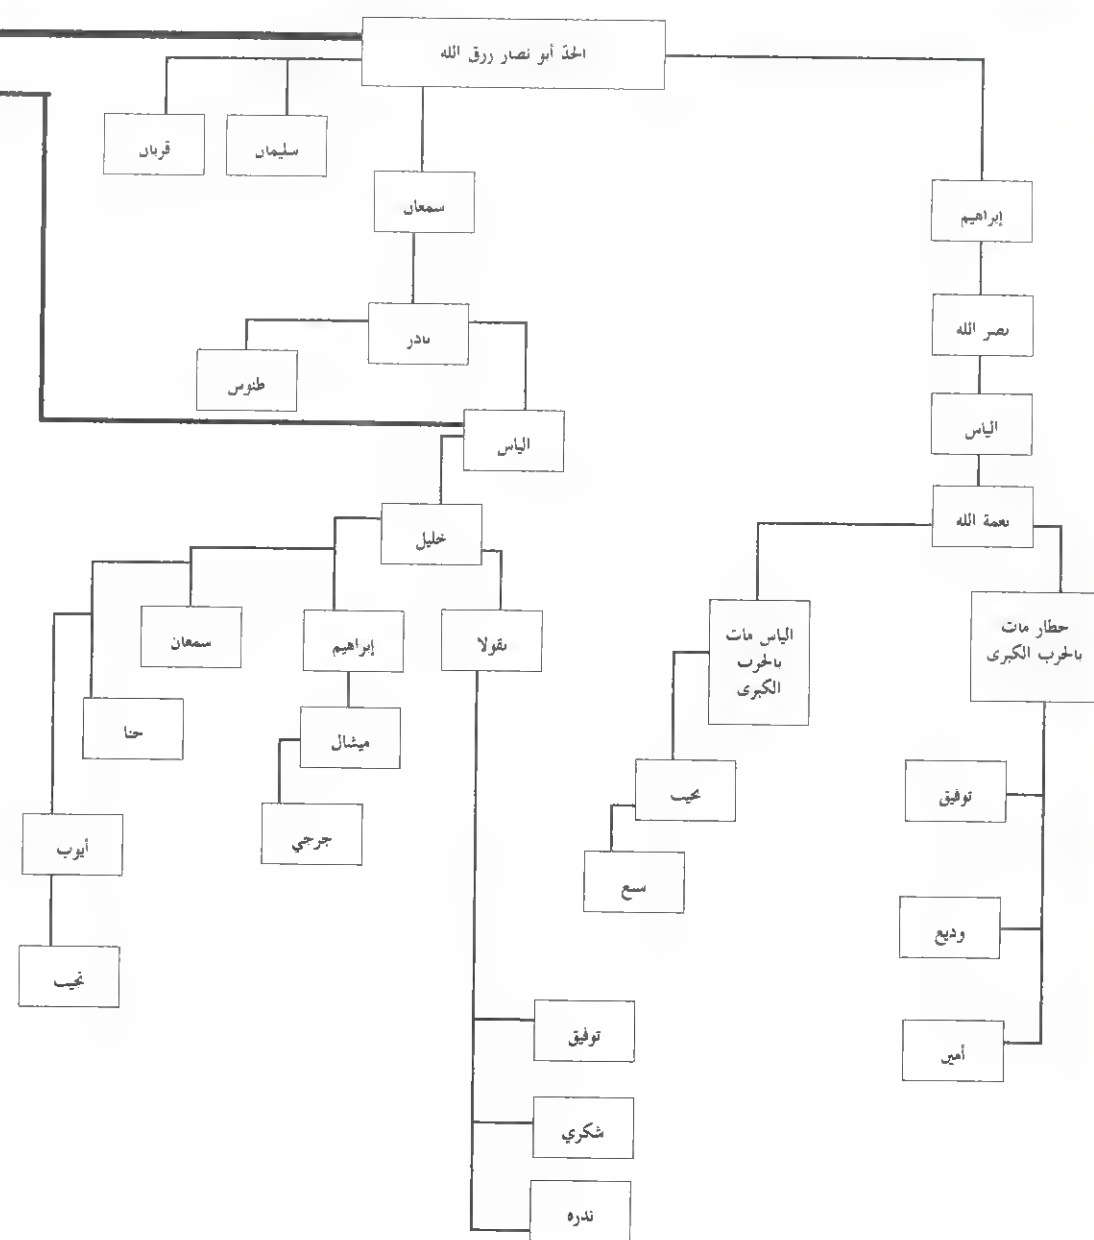 الجدّ أبو نصار رزق الله
قربان
سليمان
سمعان
إبراهيم
نصر الله
نادر
طنوس
الياس
الياس
نعمة الله
خليل
الياس مات
بالحرب
الكبرى
حطار مات
بالحرب الكبرى
سمعان
إبراهيم
نقولا
حنا
ميشال
نجيب
توفيق
أيوب
جرجي
سبع
وديع
نجيب
توفيق
أمين
شكري
ندره